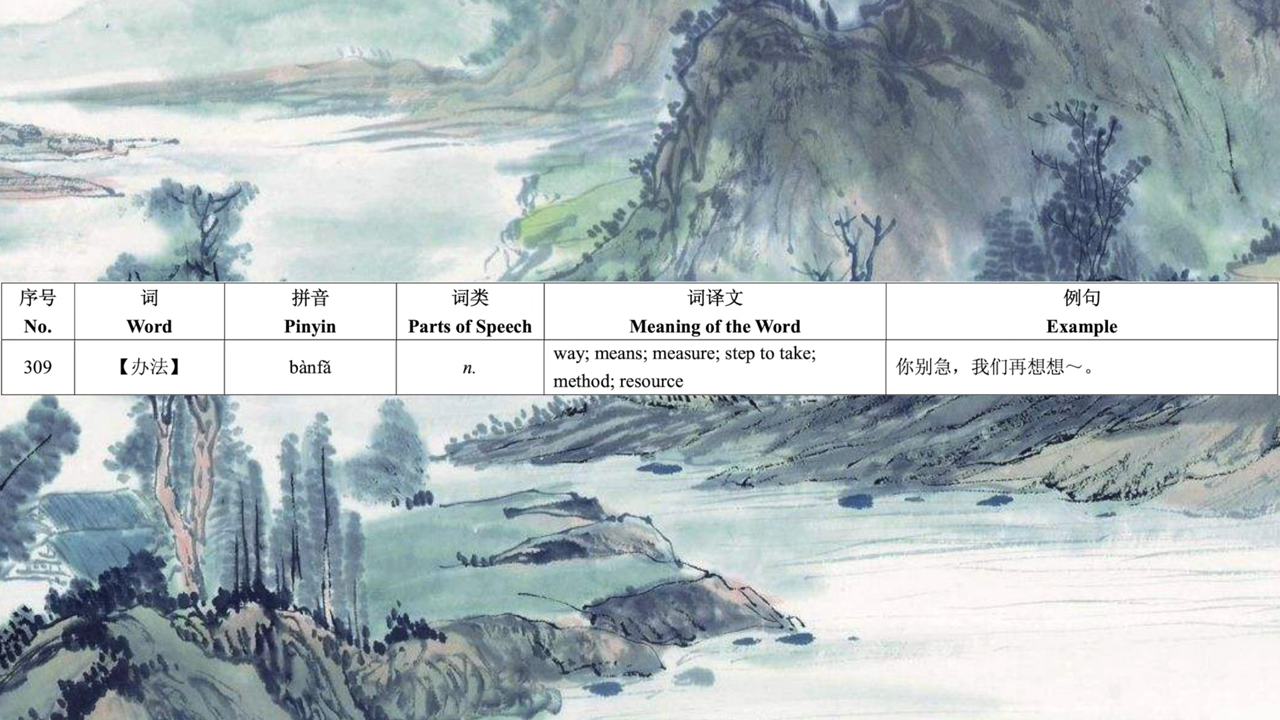 序号 词 拼音 词类 词译文 例句
No. Word Pinyin Parts of Speech Meaning of the Word Example
309 【办法】 bànfǎ n. way; means; measure; step to take; 你别急，我们再想想～。
method; resource